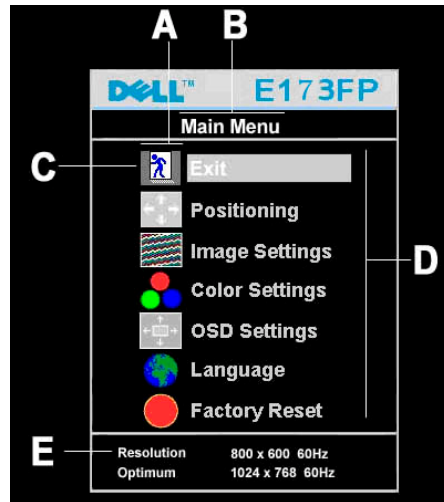 A B
DELL™ E173FP
Main Menu
C Exit
Positioning
Image Settings
D
Color Settings
OSD Settings
Language
Factory Reset
E Resolution 800 x 600 60Hz
Optimum 1024 x 768 60Hz